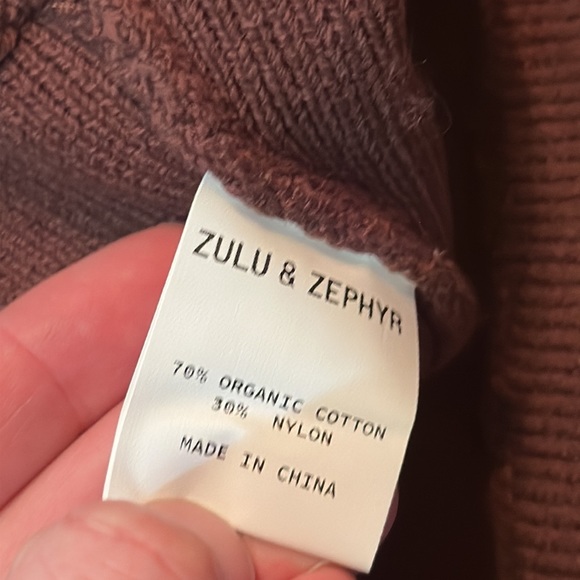 ZULU & ZEPHYR
70% ORGANIC COTTON
30% NYLON
MADE IN CHINA